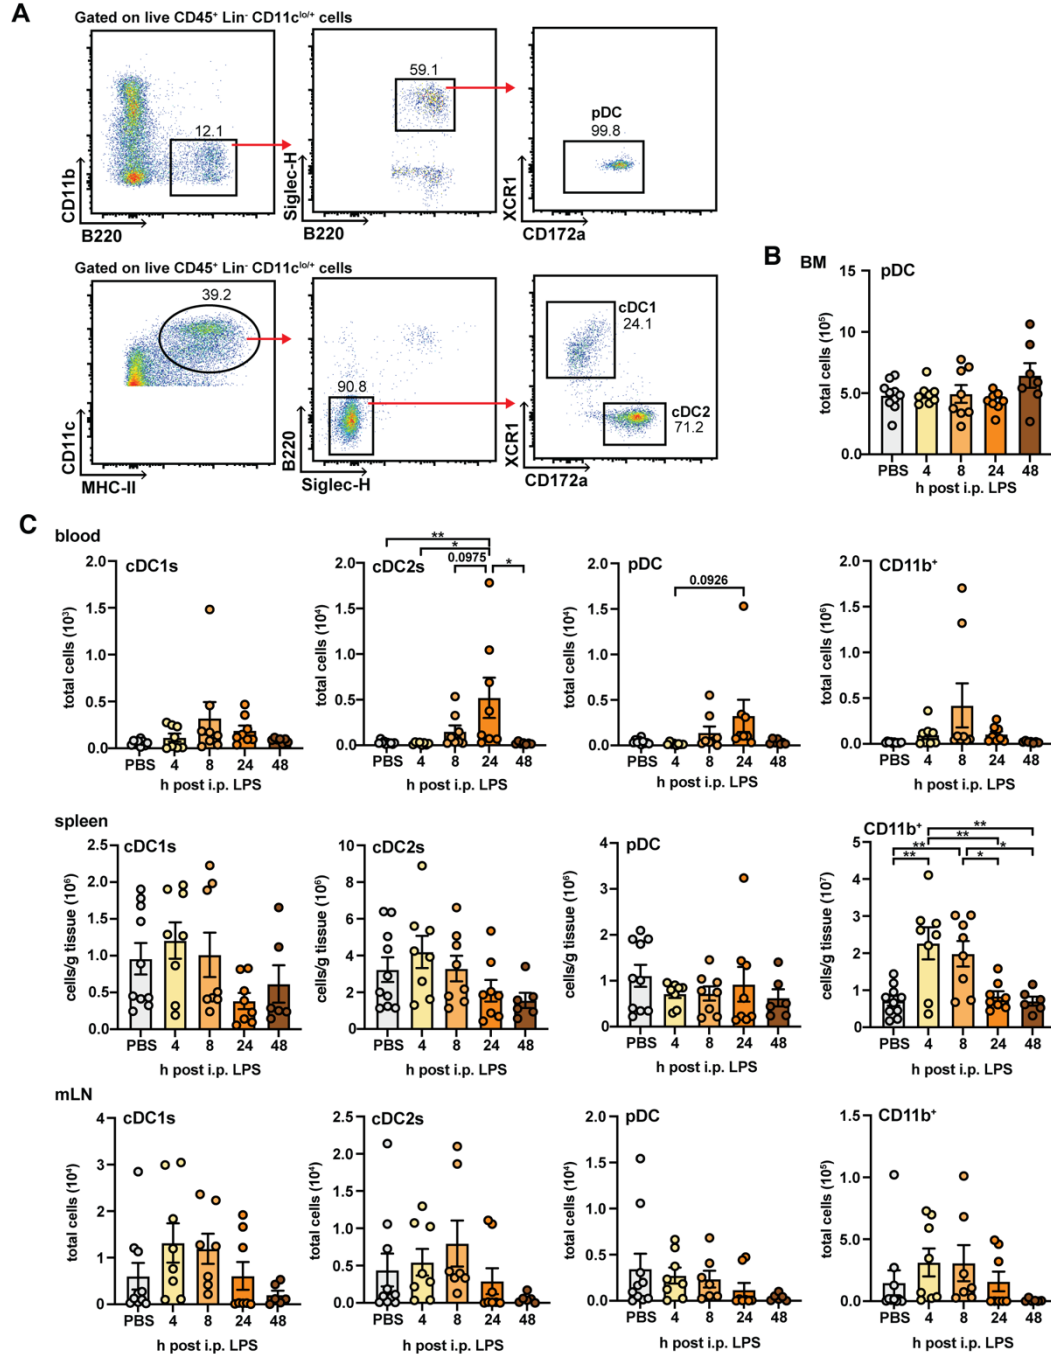 A
Gated on live CD45⁺ Lin⁻ CD11c^lo/+ cells
12.1
CD11b
B220
59.1
Siglec-H
B220
pDC
99.8
XCR1
CD172a
Gated on live CD45⁺ Lin⁻ CD11c^lo/+ cells
39.2
CD11c
MHC-II
90.8
B220
Siglec-H
cDC1
24.1
cDC2
71.2
XCR1
CD172a
B
BM
pDC
total cells (10⁵)
15
10
5.0
0.0
PBS 4 8 24 48
h post i.p. LPS
C
blood
cDC1s
total cells (10³)
2.0
1.5
1.0
0.5
0.0
PBS 4 8 24 48
h post i.p. LPS
cDC2s
**
*
0.0975
*
total cells (10⁴)
2.0
1.5
1.0
0.5
0.0
PBS 4 8 24 48
h post i.p. LPS
pDC
0.0926
total cells (10⁴)
2.0
1.5
1.0
0.5
0.0
PBS 4 8 24 48
h post i.p. LPS
CD11b⁺
total cells (10⁶)
2.0
1.5
1.0
0.5
0.0
PBS 4 8 24 48
h post i.p. LPS
spleen
cDC1s
cells/g tissue (10⁶)
2.5
2.0
1.5
1.0
0.5
0.0
PBS 4 8 24 48
h post i.p. LPS
cDC2s
cells/g tissue (10⁶)
10
8
6
4
2
0
PBS 4 8 24 48
h post i.p. LPS
pDC
cells/g tissue (10⁶)
4
3
2
1
0
PBS 4 8 24 48
h post i.p. LPS
CD11b⁺
**
**
** *
** *
cells/g tissue (10⁷)
5
4
3
2
1
0
PBS 4 8 24 48
h post i.p. LPS
mLN
cDC1s
total cells (10⁴)
4
3
2
1
0
PBS 4 8 24 48
h post i.p. LPS
cDC2s
total cells (10⁴)
2.5
2.0
1.5
1.0
0.5
0.0
PBS 4 8 24 48
h post i.p. LPS
pDC
total cells (10⁴)
2.0
1.5
1.0
0.5
0.0
PBS 4 8 24 48
h post i.p. LPS
CD11b⁺
total cells (10⁵)
1.5
1.0
0.5
0.0
PBS 4 8 24 48
h post i.p. LPS